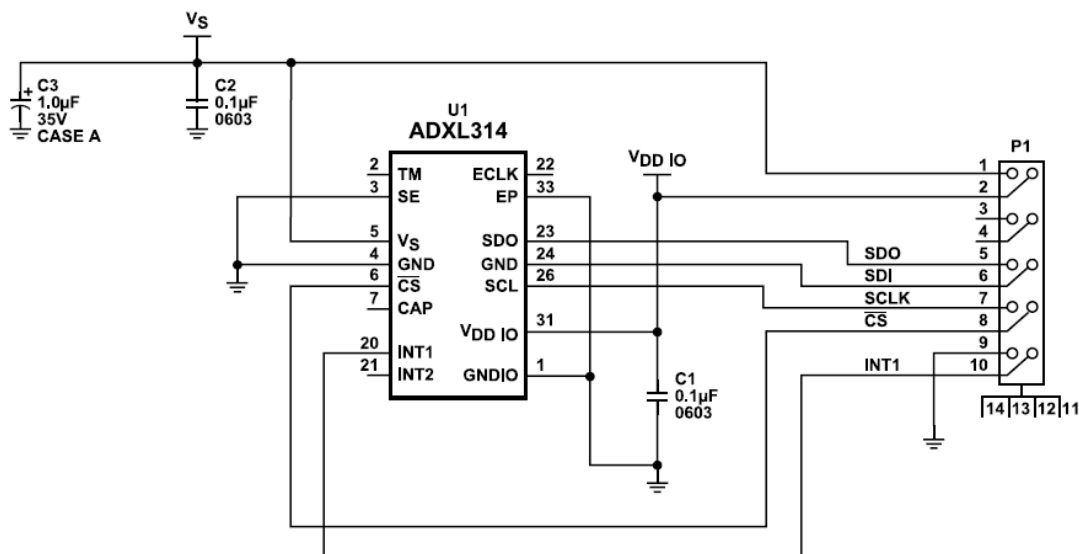 VS
C3
1.0µF
35V
CASE A
+
C2
0.1µF
0603
U1
ADXL314
2 TM
3 SE
5 VS
4 GND
6 CS
7 CAP
20 INT1
21 INT2
ECLK 22
EP 33
SDO 23
GND 24
SCL 26
VDD IO 31
GNDIO 1
VDD IO
C1
0.1µF
0603
P1
1
2
3
4
SDO 5
SDI 6
SCLK 7
CS 8
9
INT1 10
14 13 12 11